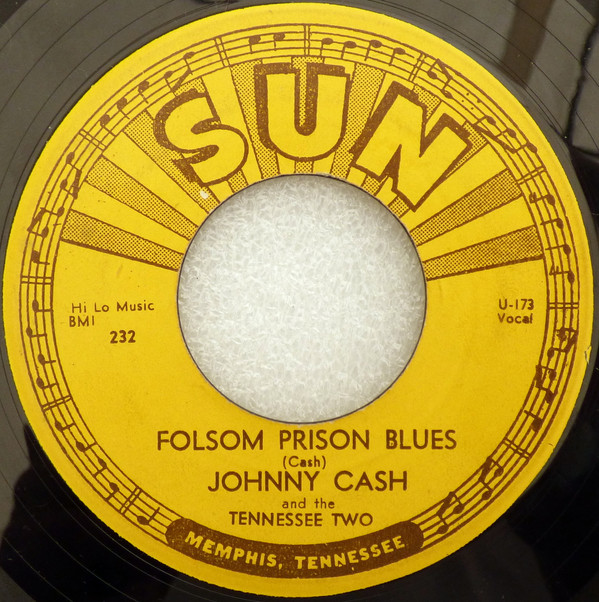 SUN
Hi Lo Music
BMI
232
U-173
Vocal
FOLSOM PRISON BLUES
(Cash)
JOHNNY CASH
and the
TENNESSEE TWO
MEMPHIS, TENNESSEE